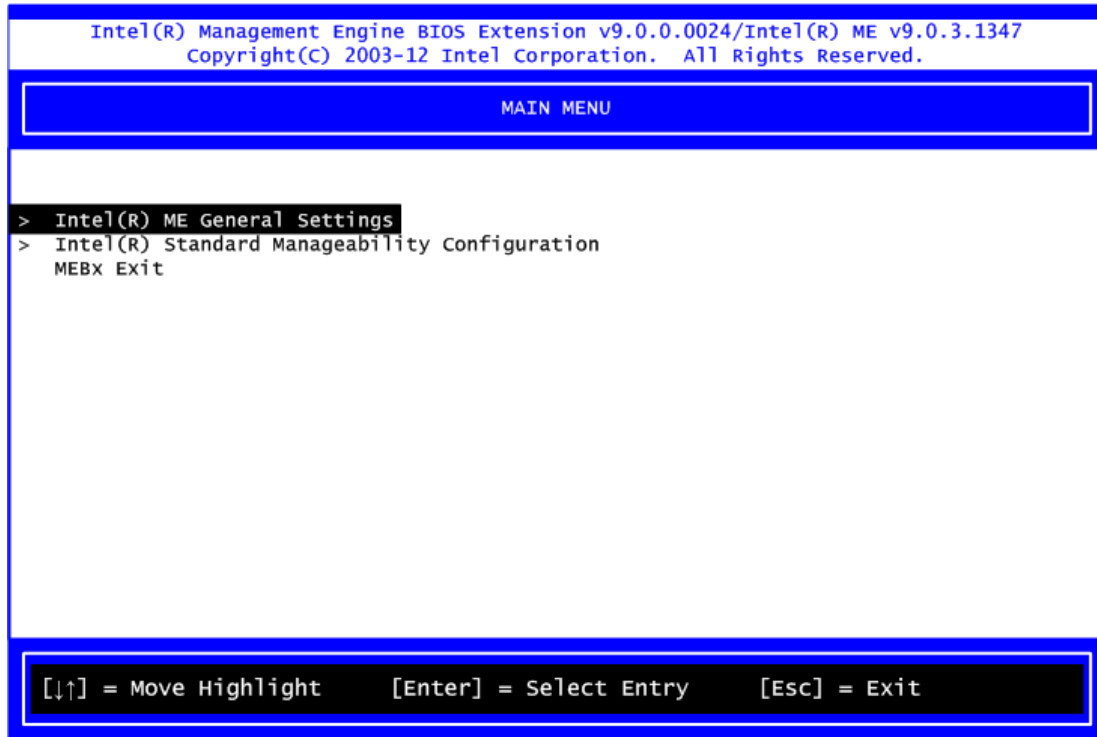 Intel(R) Management Engine BIOS Extension v9.0.0.0024/Intel(R) ME v9.0.3.1347
Copyright(C) 2003-12 Intel Corporation.  All Rights Reserved.
MAIN MENU
>  Intel(R) ME General Settings
>  Intel(R) Standard Manageability Configuration
MEBx Exit
[↓↑] = Move Highlight      [Enter] = Select Entry      [Esc] = Exit